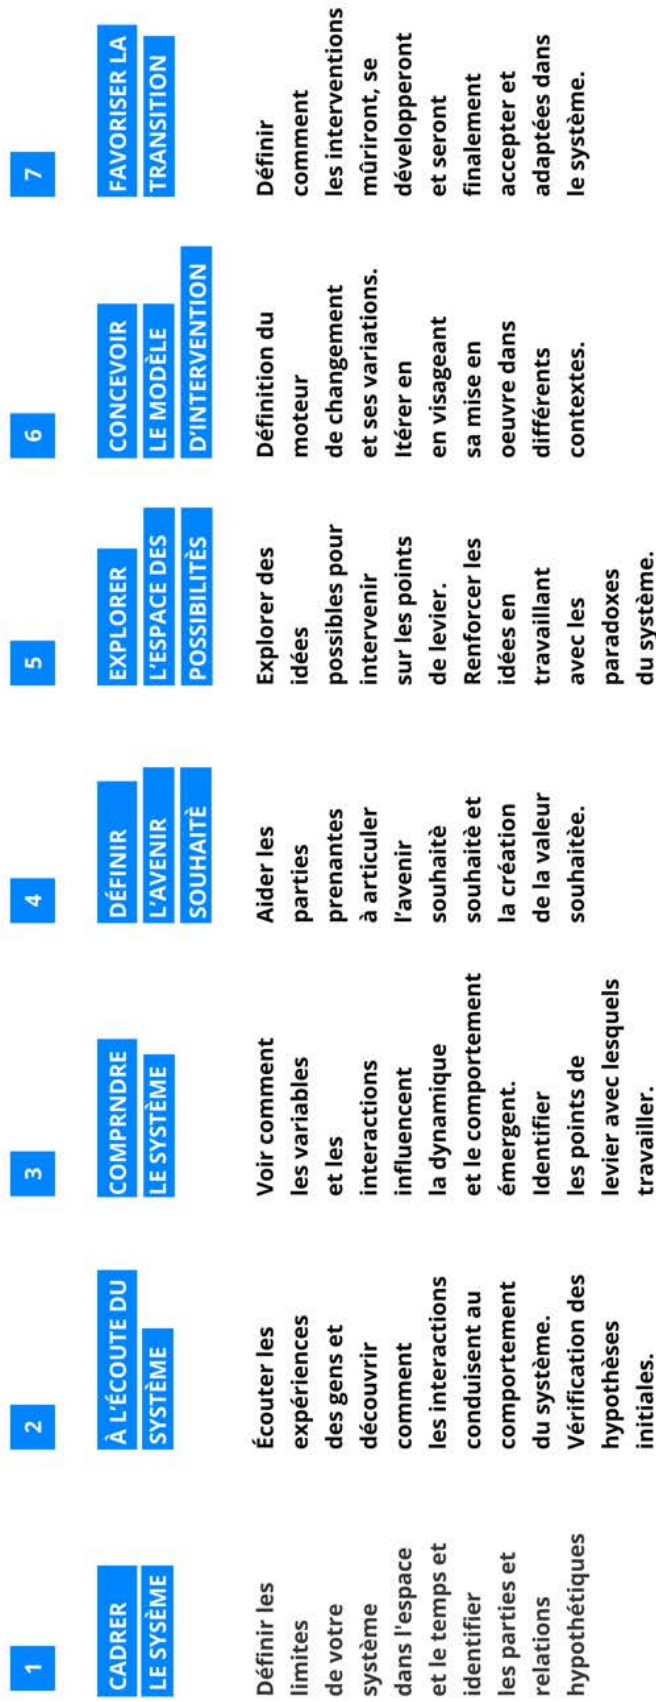 1
CADRER
LE SYSÈME
Définir les
limites
de votre
système
dans l'espace
et le temps et
identifier
les parties et
relations
hypothétiques
2
À L'ÉCOUTE DU
SYSTÈME
Écouter les
expériences
des gens et
découvrir
comment
les interactions
conduisent au
comportement
du système.
Vérification des
hypothèses
initiales.
3
COMPRNDRE
LE SYSTÈME
Voir comment
les variables
et les
interactions
influencent
la dynamique
et le comportement
émergent.
Identifier
les points de
levier avec lesquels
travailler.
4
DÉFINIR
L'AVENIR
SOUHAITÈ
Aider les
parties
prenantes
à articuler
l'avenir
souhaitè
souhaitè et
la création
de la valeur
souhaitèe.
5
EXPLORER
L'ESPACE DES
POSSIBILITÈS
Explorer des
idées
possibles pour
intervenir
sur les points
de levier.
Renforcer les
idées en
travaillant
avec les
paradoxes
du système.
6
CONCEVOIR
LE MODÈLE
D'INTERVENTION
Définition du
moteur
de changement
et ses variations.
Itérer en
en visageant
sa mise en
oeuvre dans
différents
contextes.
7
FAVORISER LA
TRANSITION
Définir
comment
les interventions
mûriront, se
développeront
et seront
finalement
accepter et
adaptées dans
le système.